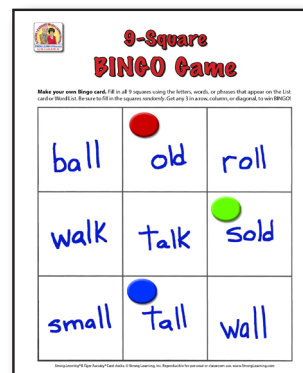 9-Square
BINGO Game
Make your own Bingo card. Fill in all 9 squares using the letters, words, or phrases that appear on the List
card or Word List. Be sure to fill in the squares randomly. Get any 3 in a row, column, or diagonal, to win BINGO!
ball old roll
walk talk sold
small tall wall